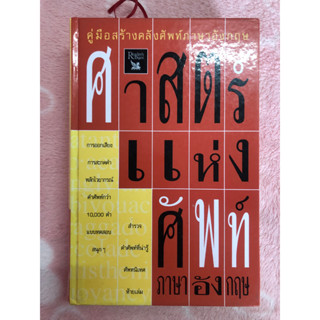 คู่มือสร้างคลังศัพท์ภาษาอังกฤษ
ศาสตร์
แห่ง
ศัพท์
ภาษาอังกฤษ
การออกเสียง
การสะกดคำ
หลักไวยากรณ์
คำศัพท์กว่า
10,000 คำ
แบบทดสอบ
สนุก ๆ
สำรวจ
คำศัพท์ที่น่ารู้
ศัพท์นิเทศ
ท้ายเล่ม